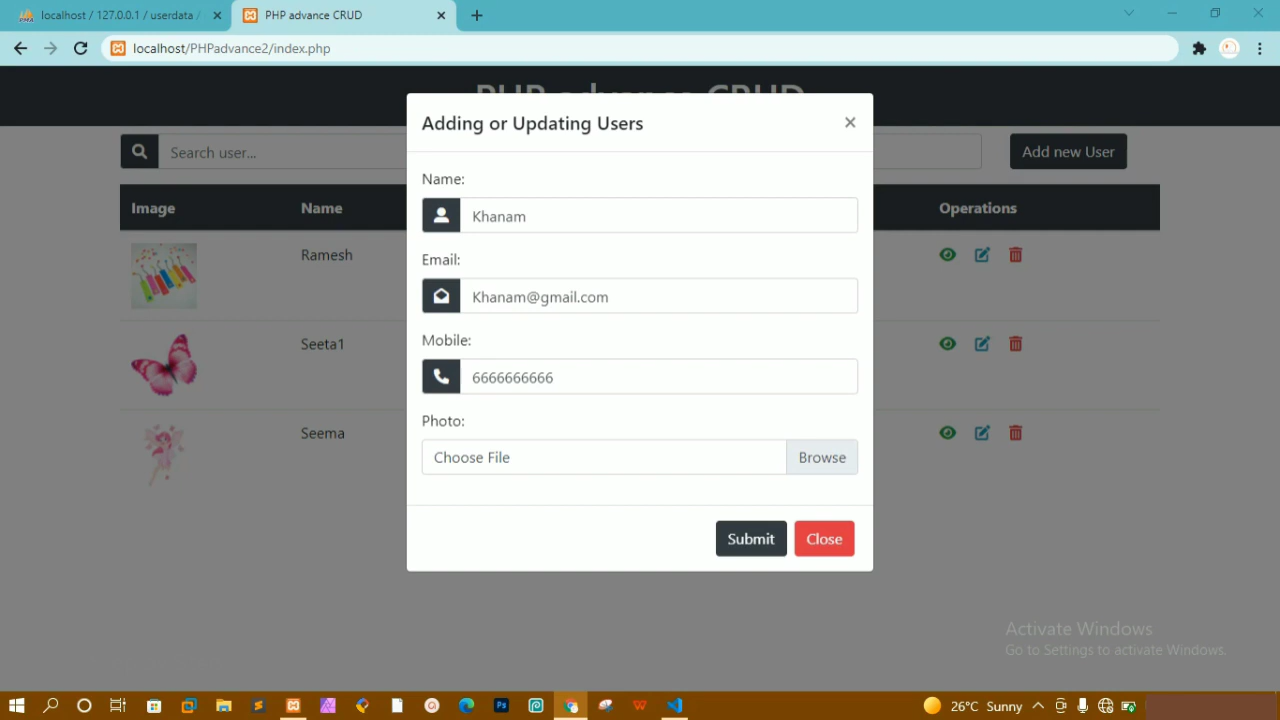 localhost / 127.0.0.1 / userdata /
PHP advance CRUD
localhost/PHPadvance2/index.php
PHP advance CRUD
Adding or Updating Users
Search user...
Add new User
Name:
Khanam
Email:
Khanam@gmail.com
Mobile:
6666666666
Photo:
Choose File
Browse
Submit
Close
Image
Name
Operations
Ramesh
Seeta1
Seema
Activate Windows
Go to Settings to activate Windows.
26°C Sunny